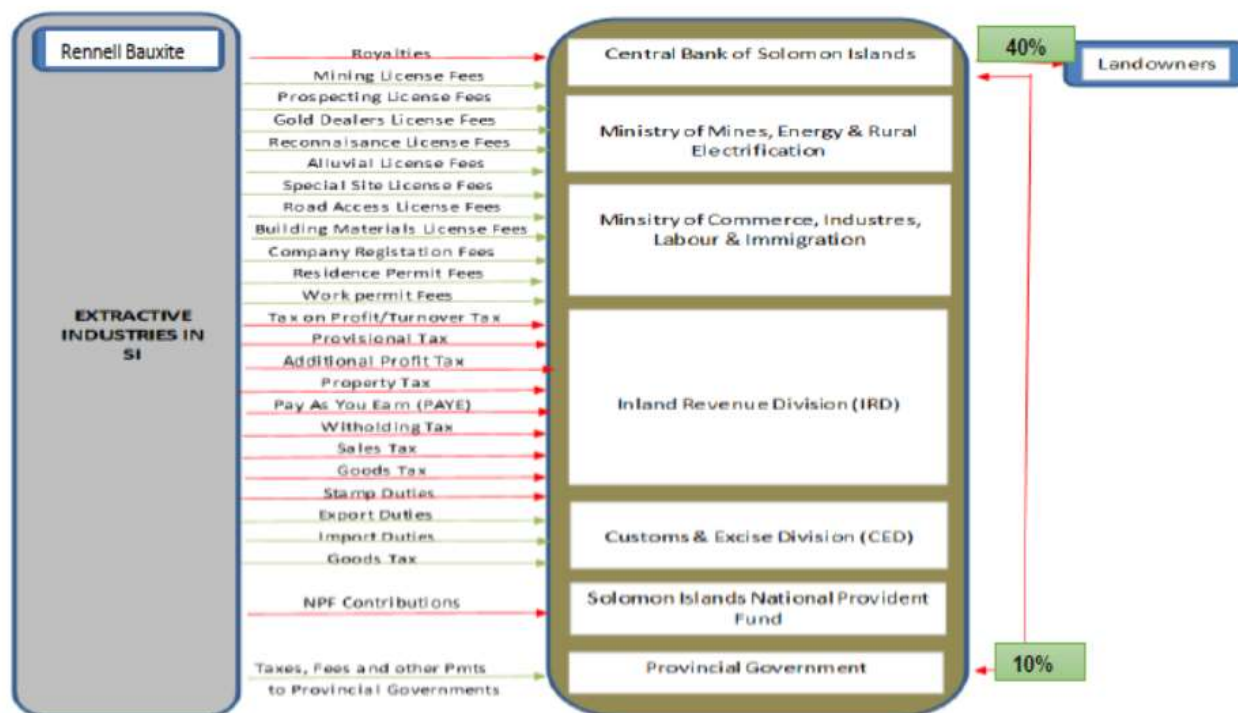 Rennell Bauxite
EXTRACTIVE
INDUSTRIES IN
SI
Royalties
Mining License Fees
Prospecting License Fees
Gold Dealers License Fees
Reconnaisance License Fees
Alluvial License Fees
Special Site License Fees
Road Access License Fees
Building Materials License Fees
Company Registation Fees
Residence Permit Fees
Work permit Fees
Tax on Profit/Turnover Tax
Provisional Tax
Additional Profit Tax
Property Tax
Pay As You Earn (PAYE)
Witholding Tax
Sales Tax
Goods Tax
Stamp Duties
Export Duties
Import Duties
Goods Tax
NPF Contributions
Taxes, Fees and other Pmts
to Provincial Governments
Central Bank of Solomon Islands
Ministry of Mines, Energy & Rural
Electrification
Minsitry of Commerce, Industres,
Labour & Immigration
Inland Revenue Division (IRD)
Customs & Excise Division (CED)
Solomon Islands National Provident
Fund
Provincial Government
40%
Landowners
10%